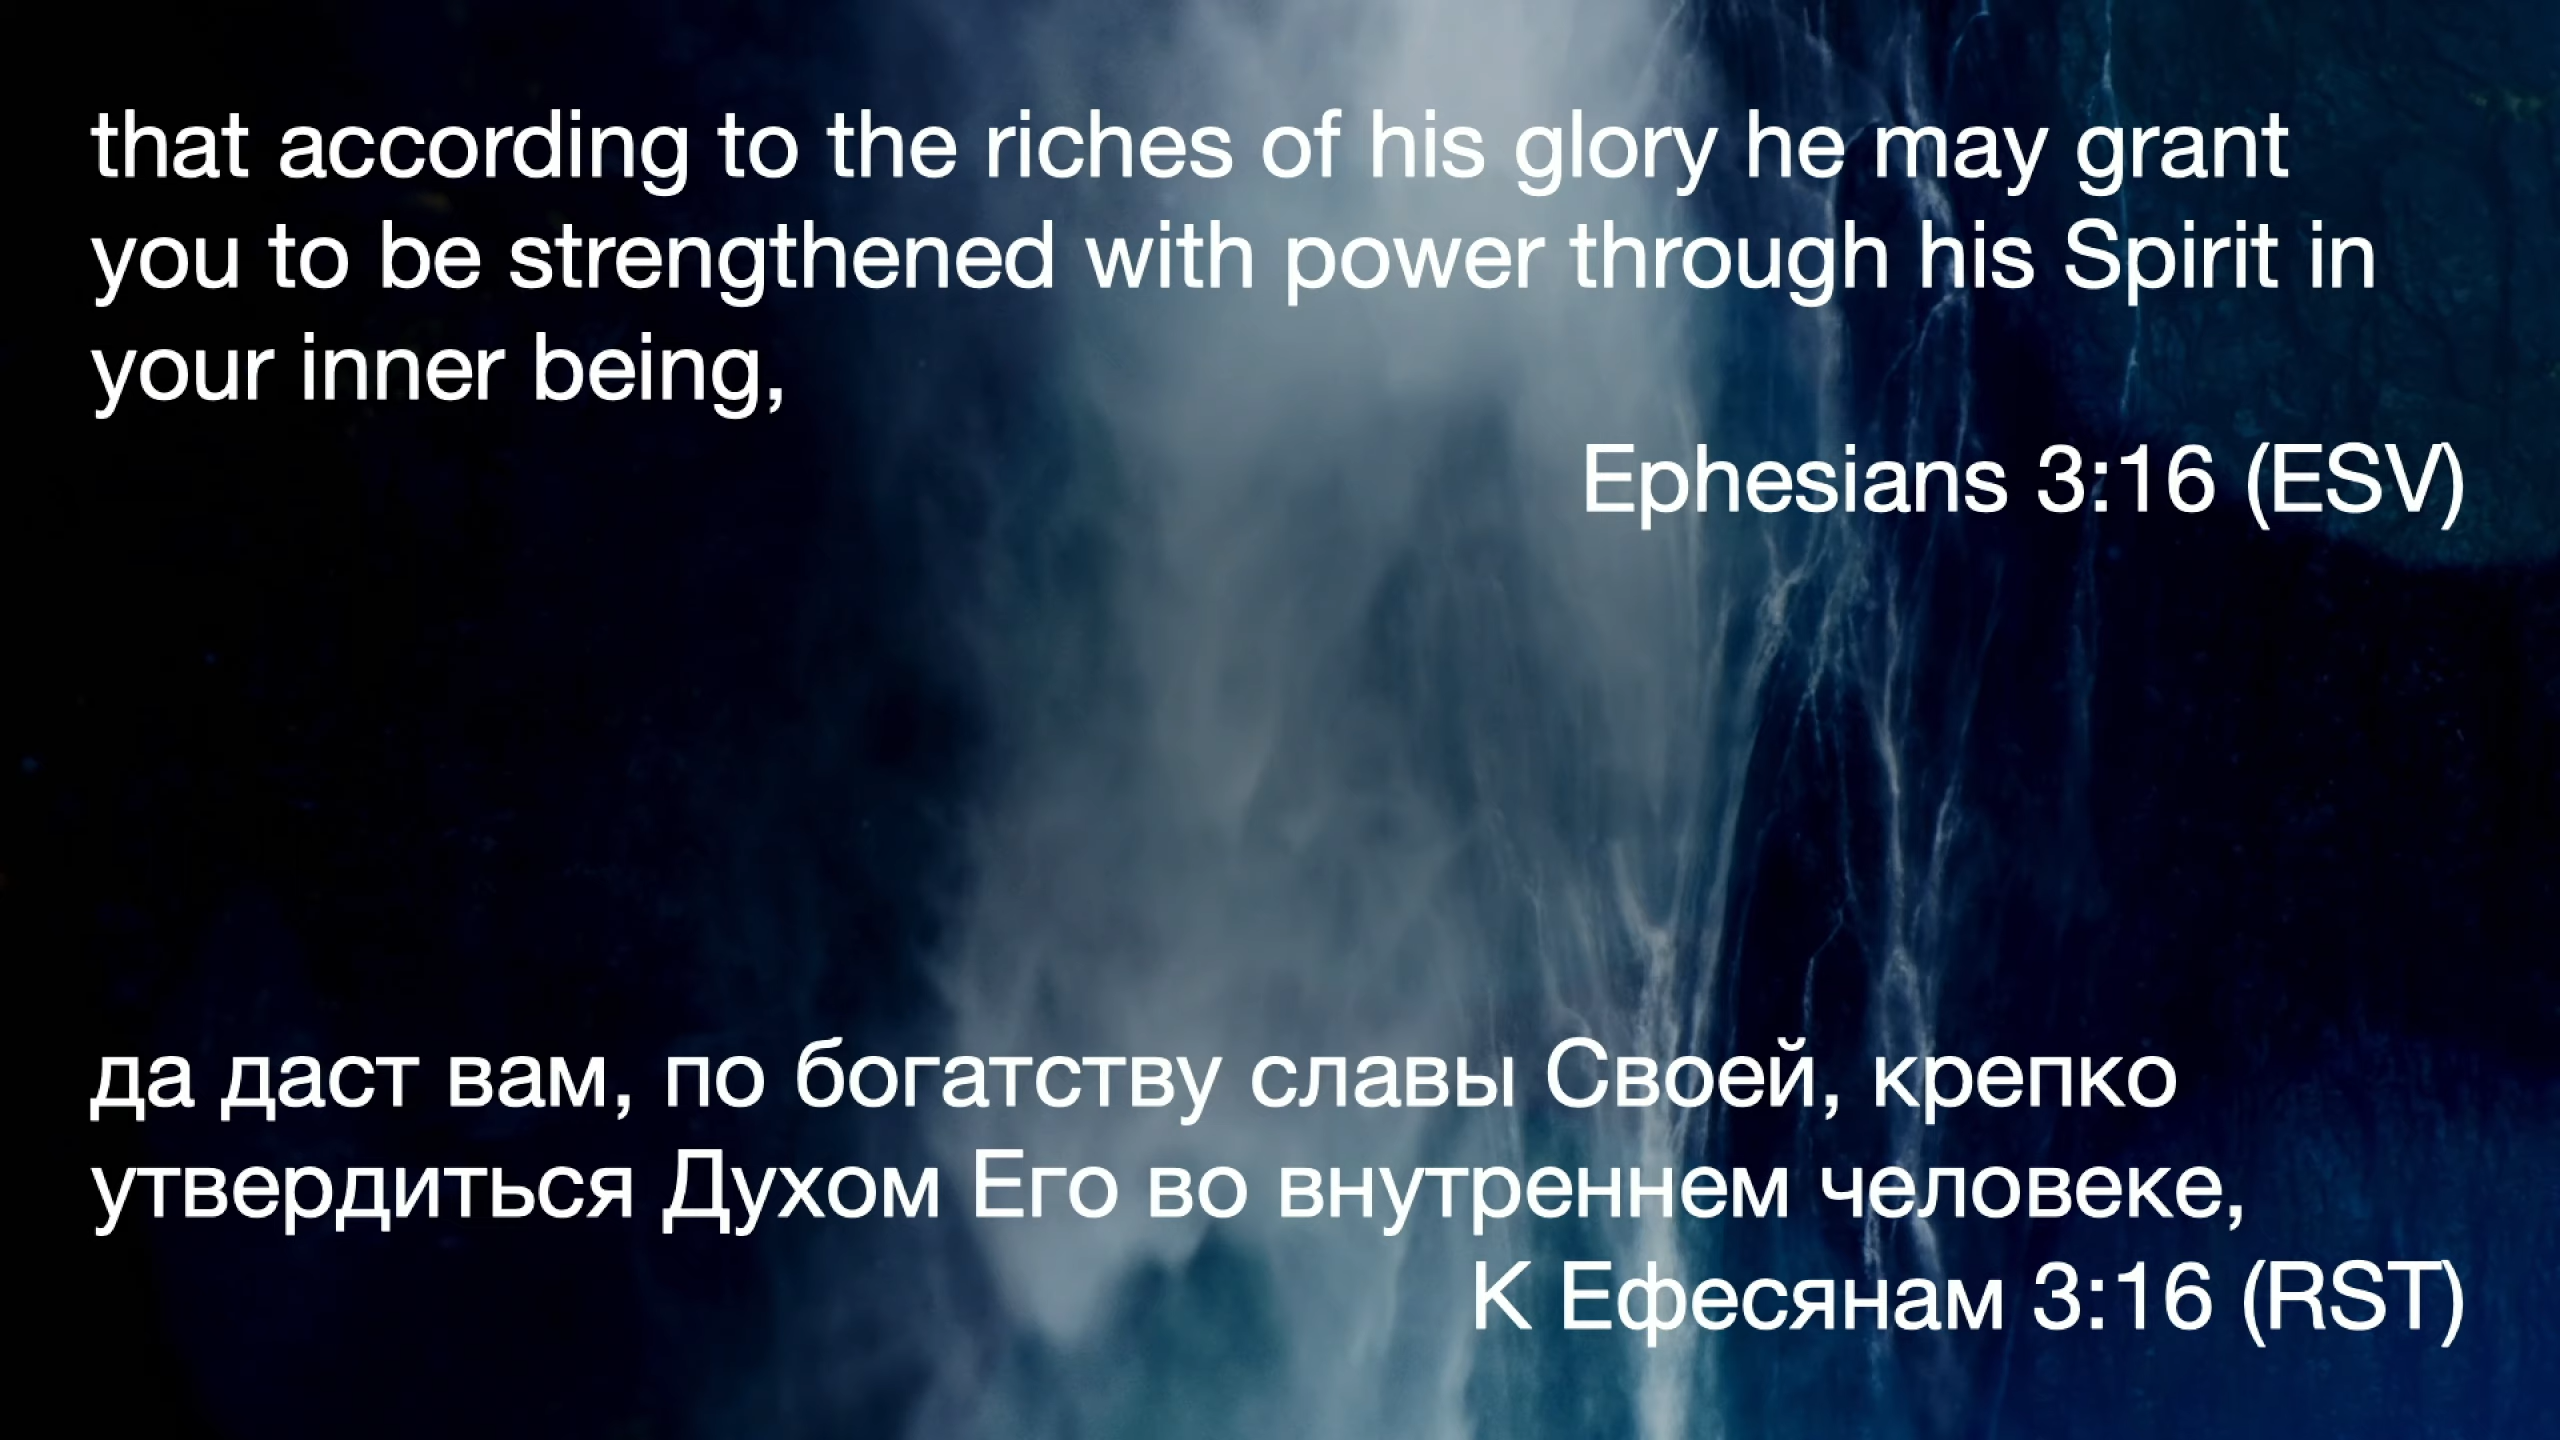 that according to the riches of his glory he may grant
you to be strengthened with power through his Spirit in
your inner being,
Ephesians 3:16 (ESV)
да даст вам, по богатству славы Своей, крепко
утвердиться Духом Его во внутреннем человеке,
К Ефесянам 3:16 (RST)